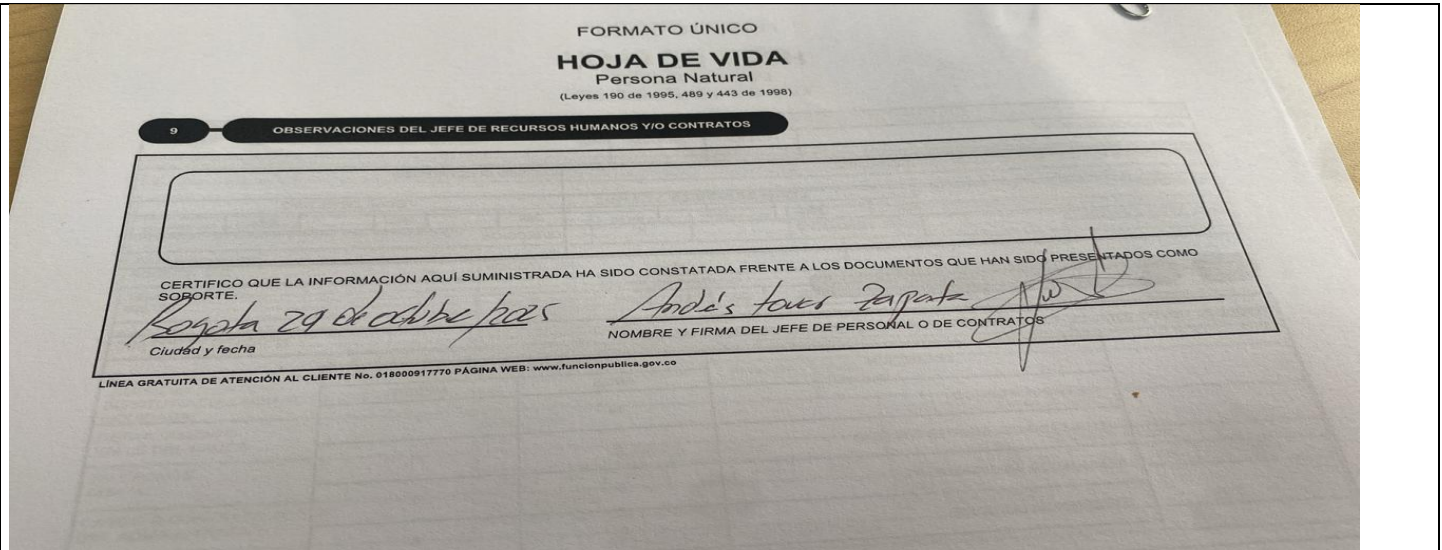 FORMATO ÚNICO
HOJA DE VIDA
Persona Natural
(Leyes 190 de 1995, 489 y 443 de 1998)
9 OBSERVACIONES DEL JEFE DE RECURSOS HUMANOS Y/O CONTRATOS
CERTIFICO QUE LA INFORMACIÓN AQUÍ SUMINISTRADA HA SIDO CONSTATADA FRENTE A LOS DOCUMENTOS QUE HAN SIDO PRESENTADOS COMO
SOPORTE.
Bogota 29 de octubre/2025 Andrés Tovar Zapata
Ciudad y fecha NOMBRE Y FIRMA DEL JEFE DE PERSONAL O DE CONTRATOS
LÍNEA GRATUITA DE ATENCIÓN AL CLIENTE No. 018000917770 PÁGINA WEB: www.funcionpublica.gov.co